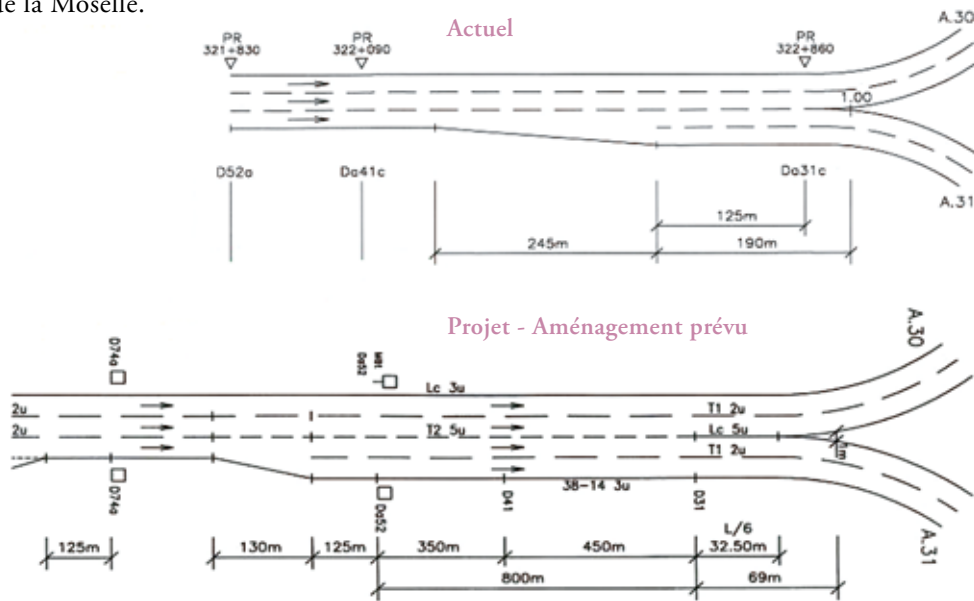 de la Moselle.
Actuel
PR
321+830
PR
322+090
PR
322+860
A.30
1.00
D52a
Da41c
Da31c
A.31
125m
245m
190m
Projet - Aménagement prévu
D74a
Da52
A.30
Lc 3u
2u
T1 2u
2u
T2 5u
Lc 5u
T1 2u
38-14 3u
D74a
Da52
D41
D31
A.31
L/6
125m
130m
125m
350m
450m
32.50m
800m
69m